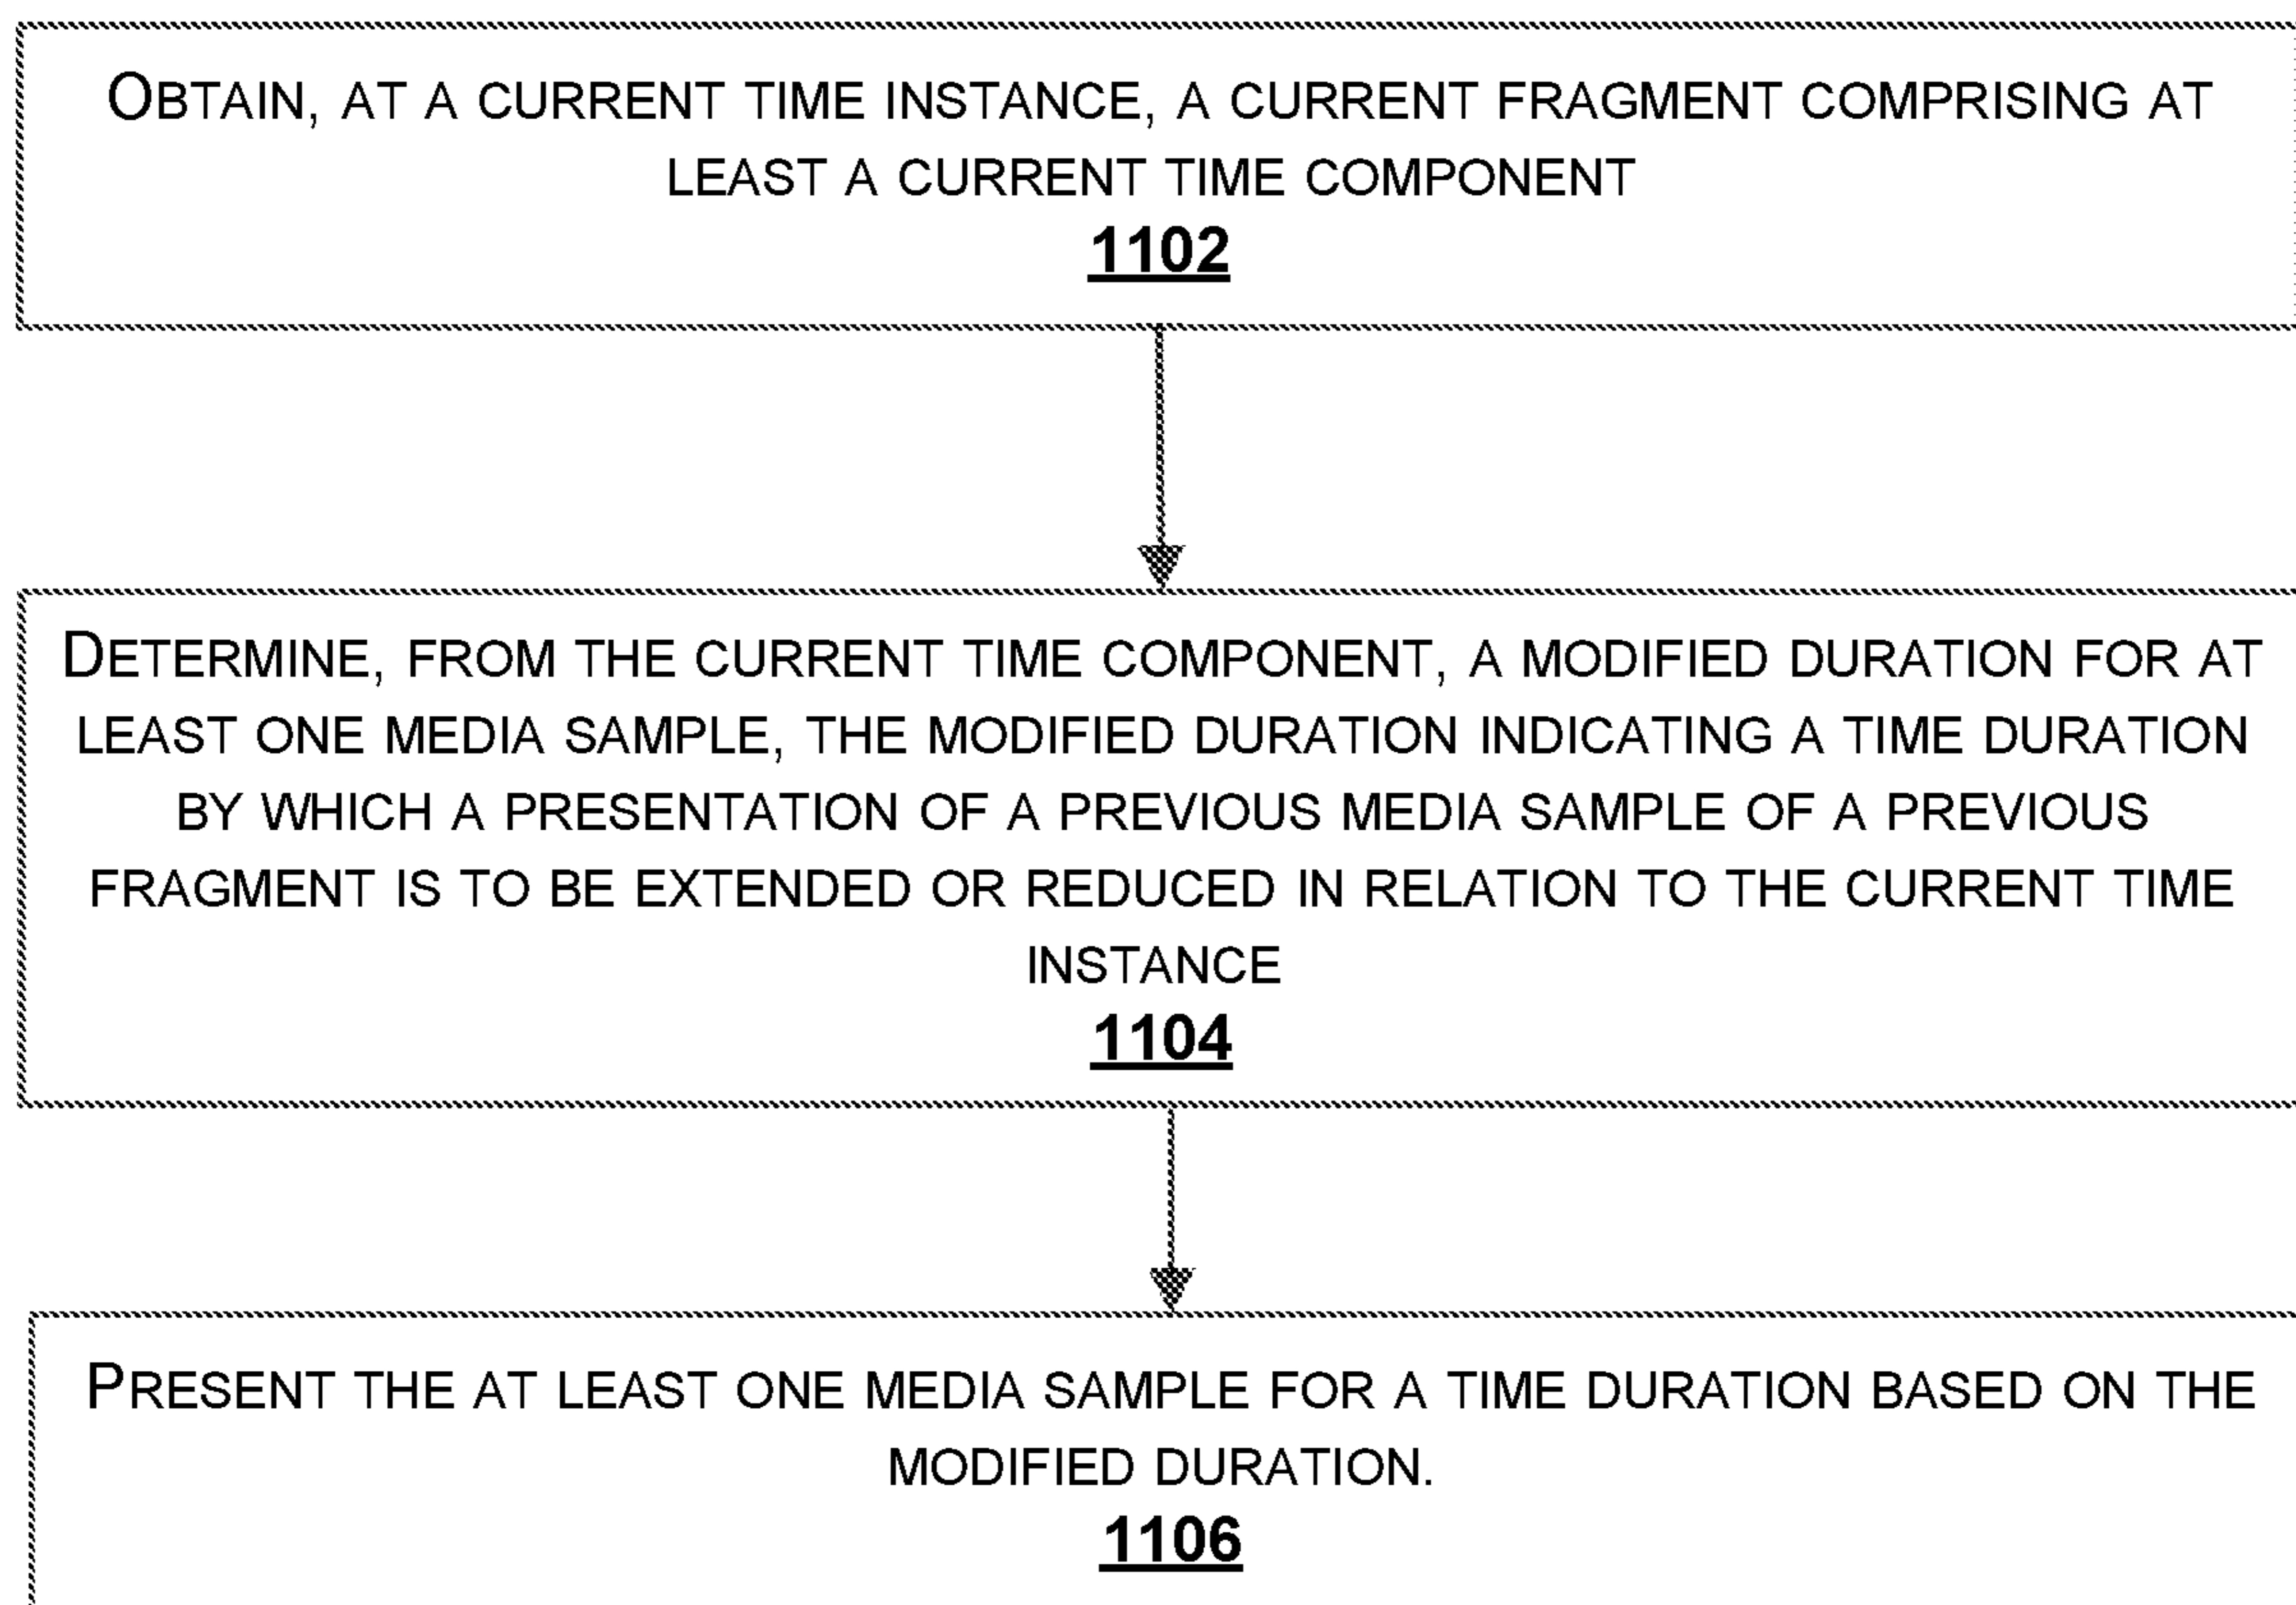 OBTAIN, AT A CURRENT TIME INSTANCE, A CURRENT FRAGMENT COMPRISING AT
LEAST A CURRENT TIME COMPONENT
1102
DETERMINE, FROM THE CURRENT TIME COMPONENT, A MODIFIED DURATION FOR AT
LEAST ONE MEDIA SAMPLE, THE MODIFIED DURATION INDICATING A TIME DURATION
BY WHICH A PRESENTATION OF A PREVIOUS MEDIA SAMPLE OF A PREVIOUS
FRAGMENT IS TO BE EXTENDED OR REDUCED IN RELATION TO THE CURRENT TIME
INSTANCE
1104
PRESENT THE AT LEAST ONE MEDIA SAMPLE FOR A TIME DURATION BASED ON THE
MODIFIED DURATION.
1106